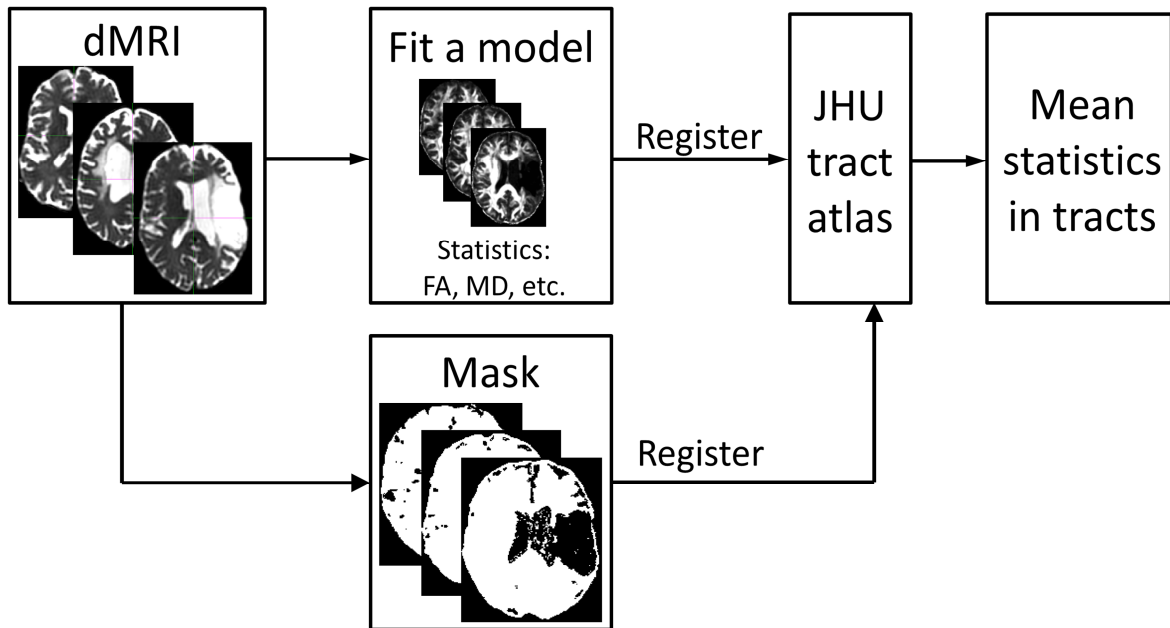 dMRI
Fit a model
Statistics:
FA, MD, etc.
Register
JHU
tract
atlas
Mean
statistics
in tracts
Mask
Register